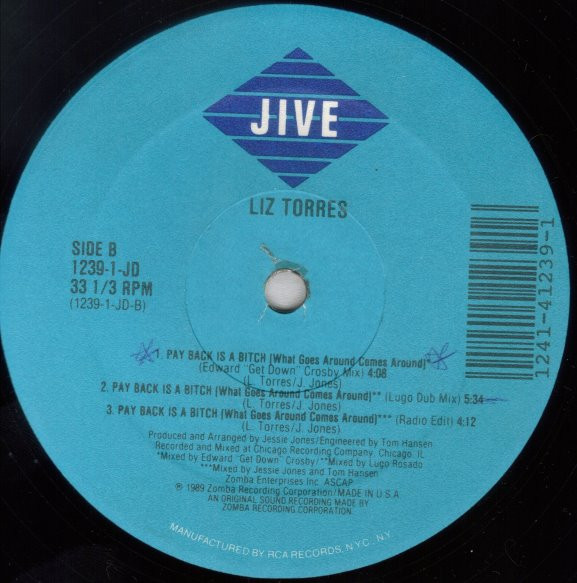 JIVE
LIZ TORRES
SIDE B
1239-1-JD
33 1/3 RPM
(1239-1-JD-B)
1241-41239-1
1. PAY BACK IS A BITCH (What Goes Around Comes Around)*
(Edward "Get Down" Crosby Mix) 4:08
(L. Torres/J. Jones)
2. PAY BACK IS A BITCH (What Goes Around Comes Around)** (Lugo Dub Mix) 5:34
(L. Torres/J. Jones)
3. PAY BACK IS A BITCH (What Goes Around Comes Around)*** (Radio Edit) 4:12
(L. Torres/J. Jones)
Produced and Arranged by Jessie Jones/Engineered by Tom Hansen
Recorded and Mixed at Chicago Recording Company, Chicago, IL
*Mixed by Edward "Get Down" Crosby/**Mixed by Lugo Rosado
***Mixed by Jessie Jones and Tom Hansen
Zomba Enterprises Inc. ASCAP
℗ 1989 Zomba Recording Corporation/MADE IN U.S.A.
AN ORIGINAL SOUND RECORDING MADE BY
ZOMBA RECORDING CORPORATION.
MANUFACTURED BY RCA RECORDS, N.Y.C., N.Y.